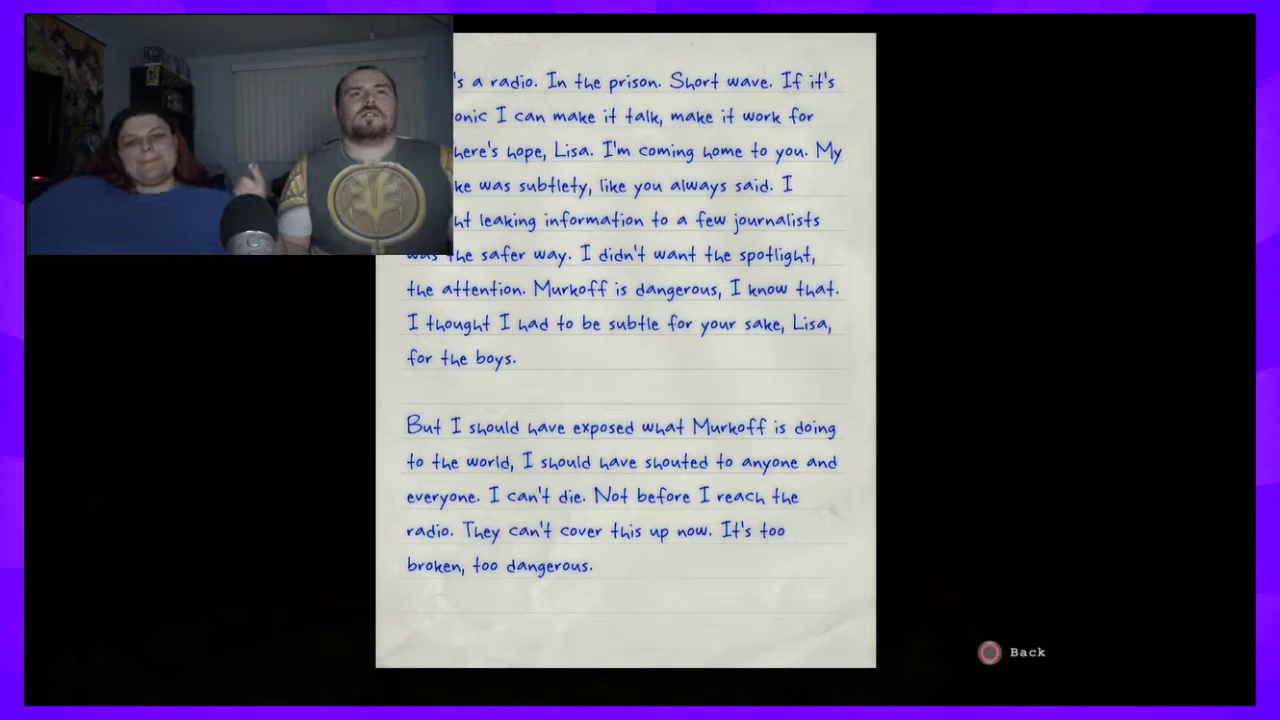 's a radio. In the prison. Short wave. If it's
onic I can make it talk, make it work for
here's hope, Lisa. I'm coming home to you. My
ke was subtlety, like you always said. I
ht leaking information to a few journalists
was the safer way. I didn't want the spotlight,
the attention. Murkoff is dangerous, I know that.
I thought I had to be subtle for your sake, Lisa,
for the boys.
But I should have exposed what Murkoff is doing
to the world, I should have shouted to anyone and
everyone. I can't die. Not before I reach the
radio. They can't cover this up now. It's too
broken, too dangerous.
Back